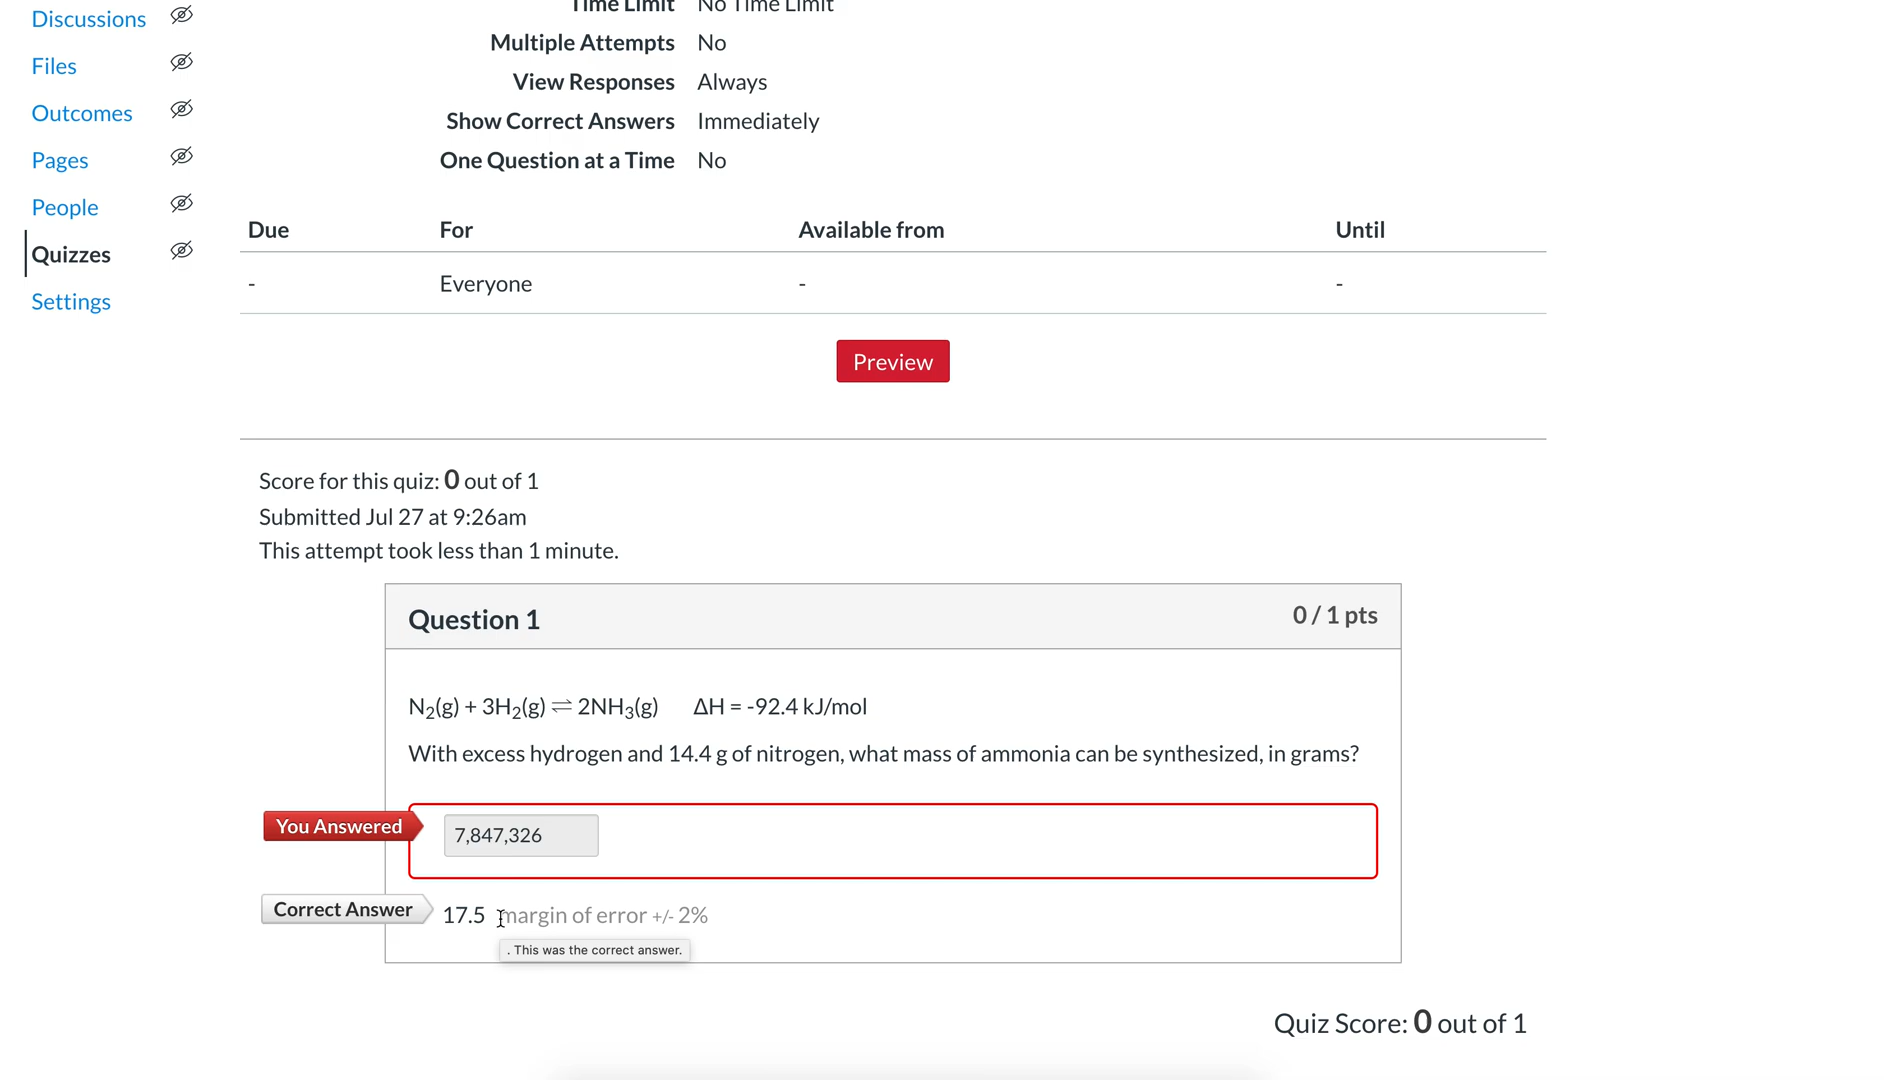 Discussions
Files
Outcomes
Pages
People
Quizzes
Settings
Time Limit No Time Limit
Multiple Attempts No
View Responses Always
Show Correct Answers Immediately
One Question at a Time No
Due For Available from Until
- Everyone - -
Preview
Score for this quiz: 0 out of 1
Submitted Jul 27 at 9:26am
This attempt took less than 1 minute.
Question 1 0 / 1 pts
N₂(g) + 3H₂(g) ⇌ 2NH₃(g) ΔH = -92.4 kJ/mol
With excess hydrogen and 14.4 g of nitrogen, what mass of ammonia can be synthesized, in grams?
You Answered 7,847,326
Correct Answer 17.5 margin of error +/- 2%
. This was the correct answer.
Quiz Score: 0 out of 1